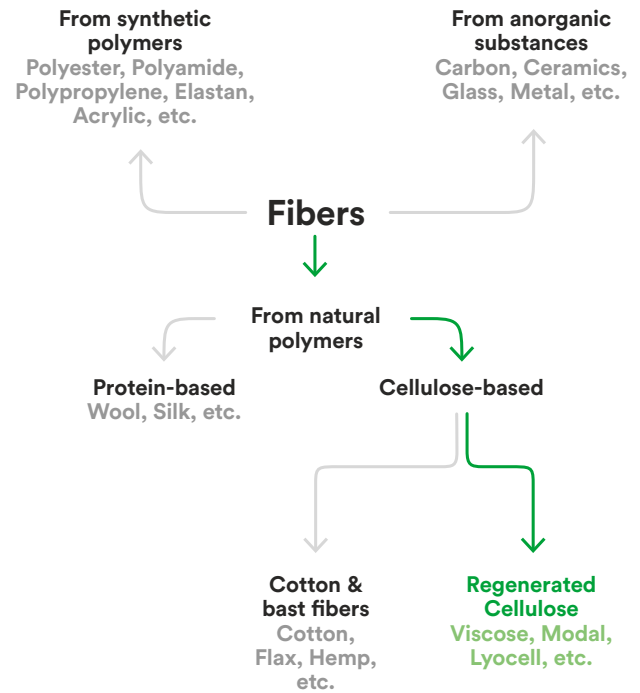 From synthetic
polymers
Polyester, Polyamide,
Polypropylene, Elastan,
Acrylic, etc.
From anorganic
substances
Carbon, Ceramics,
Glass, Metal, etc.
Fibers
From natural
polymers
Protein-based
Wool, Silk, etc.
Cellulose-based
Cotton &
bast fibers
Cotton,
Flax, Hemp,
etc.
Regenerated
Cellulose
Viscose, Modal,
Lyocell, etc.